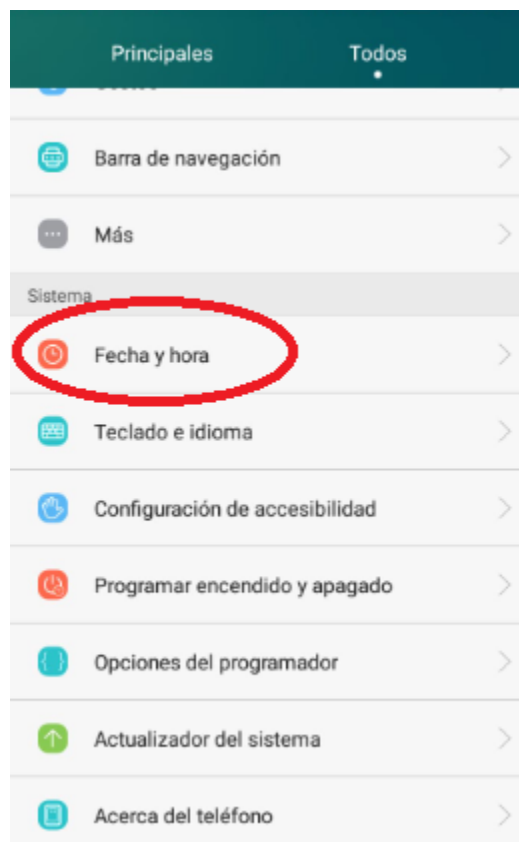 Principales
Todos
Barra de navegación
Más
Sistema
Fecha y hora
Teclado e idioma
Configuración de accesibilidad
Programar encendido y apagado
Opciones del programador
Actualizador del sistema
Acerca del teléfono